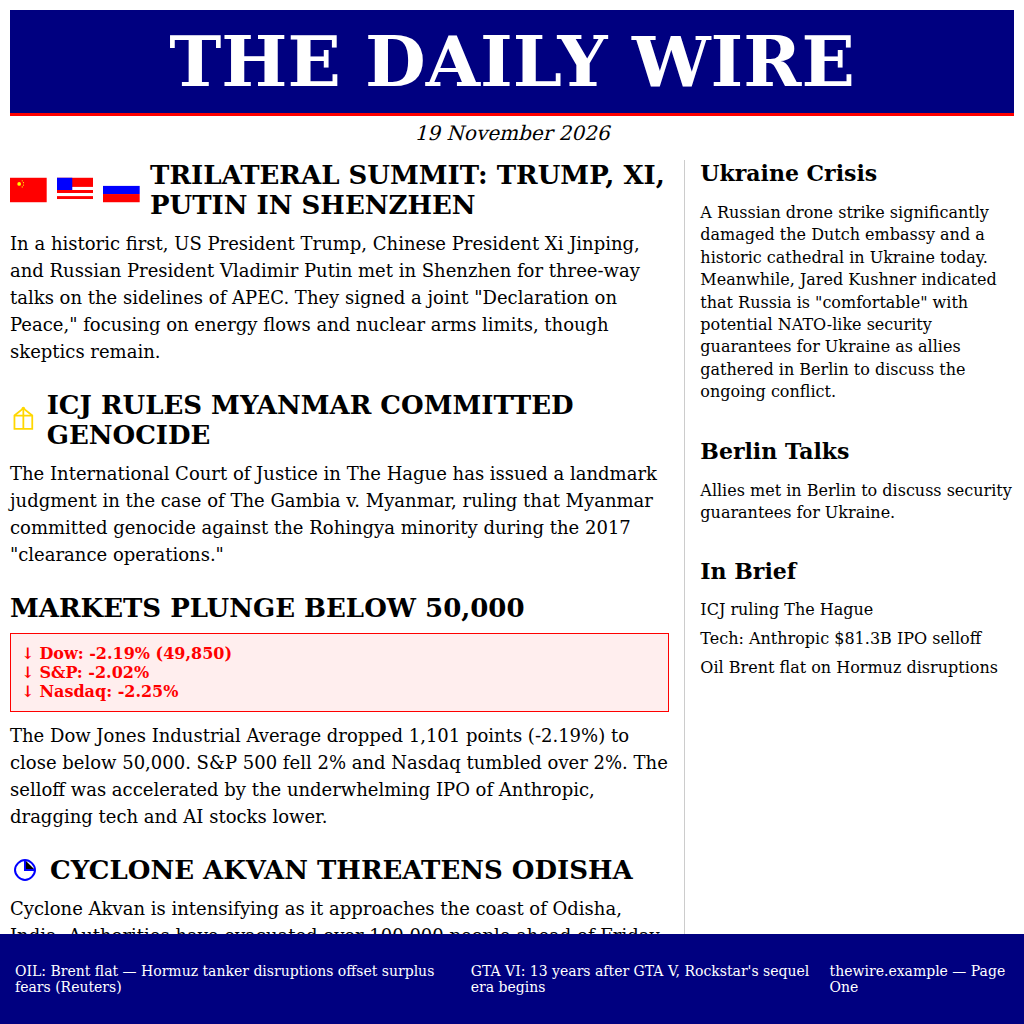 THE DAILY WIRE
19 November 2026
TRILATERAL SUMMIT: TRUMP, XI,
PUTIN IN SHENZHEN
In a historic first, US President Trump, Chinese President Xi Jinping,
and Russian President Vladimir Putin met in Shenzhen for three-way
talks on the sidelines of APEC. They signed a joint "Declaration on
Peace," focusing on energy flows and nuclear arms limits, though
skeptics remain.
ICJ RULES MYANMAR COMMITTED
GENOCIDE
The International Court of Justice in The Hague has issued a landmark
judgment in the case of The Gambia v. Myanmar, ruling that Myanmar
committed genocide against the Rohingya minority during the 2017
"clearance operations."
MARKETS PLUNGE BELOW 50,000
↓ Dow: -2.19% (49,850)
↓ S&P: -2.02%
↓ Nasdaq: -2.25%
The Dow Jones Industrial Average dropped 1,101 points (-2.19%) to
close below 50,000. S&P 500 fell 2% and Nasdaq tumbled over 2%. The
selloff was accelerated by the underwhelming IPO of Anthropic,
dragging tech and AI stocks lower.
CYCLONE AKVAN THREATENS ODISHA
Cyclone Akvan is intensifying as it approaches the coast of Odisha,
India. Authorities have evacuated over 100,000 people ahead of Friday
Ukraine Crisis
A Russian drone strike significantly
damaged the Dutch embassy and a
historic cathedral in Ukraine today.
Meanwhile, Jared Kushner indicated
that Russia is "comfortable" with
potential NATO-like security
guarantees for Ukraine as allies
gathered in Berlin to discuss the
ongoing conflict.
Berlin Talks
Allies met in Berlin to discuss security
guarantees for Ukraine.
In Brief
ICJ ruling The Hague
Tech: Anthropic $81.3B IPO selloff
Oil Brent flat on Hormuz disruptions
OIL: Brent flat — Hormuz tanker disruptions offset surplus
fears (Reuters)
GTA VI: 13 years after GTA V, Rockstar's sequel
era begins
thewire.example — Page
One